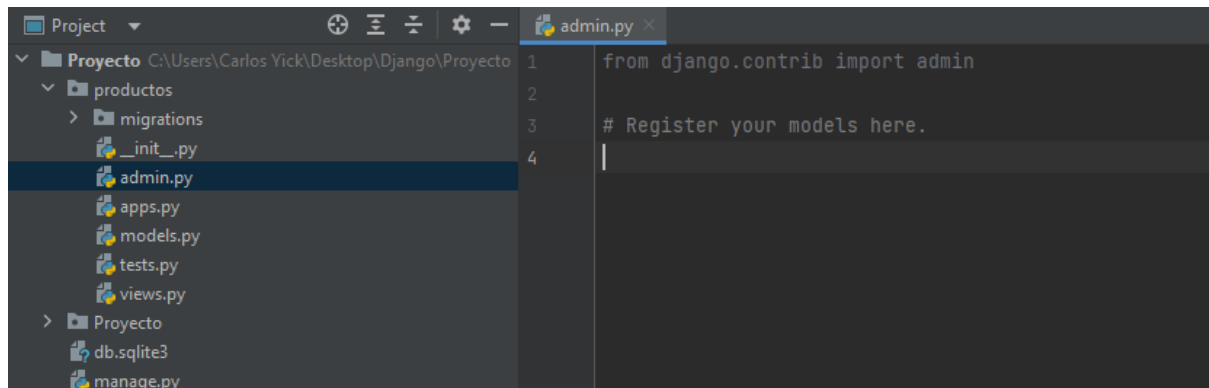 Project
Proyecto C:\Users\Carlos Yick\Desktop\Django\Proyecto
productos
migrations
__init__.py
admin.py
apps.py
models.py
tests.py
views.py
Proyecto
db.sqlite3
manage.py
admin.py
1 from django.contrib import admin
2
3 # Register your models here.
4